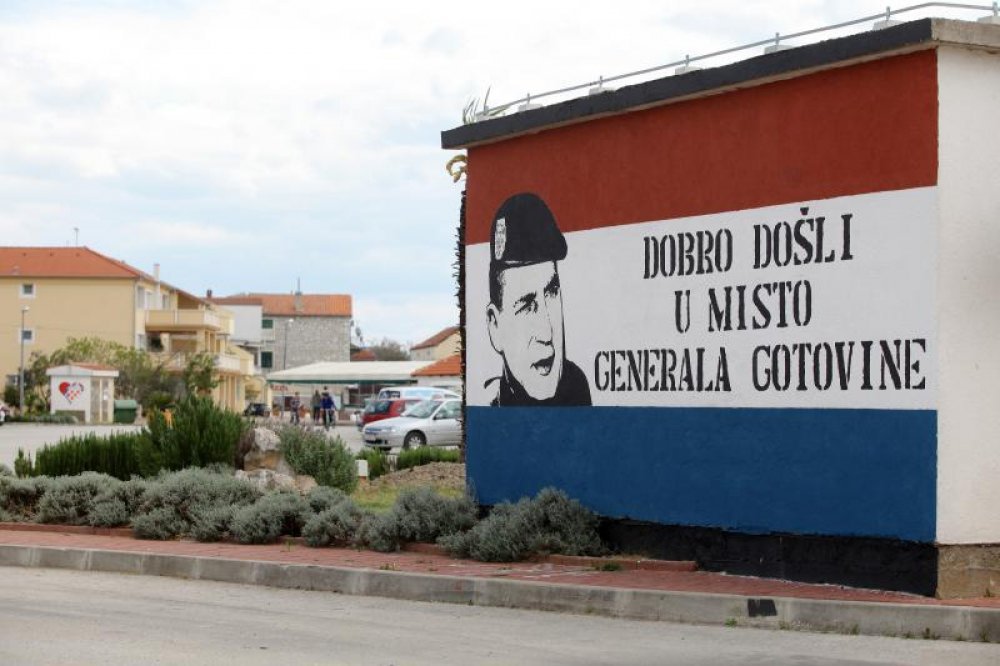 DOBRO DOŠLI
U MISTO
GENERALA GOTOVINE